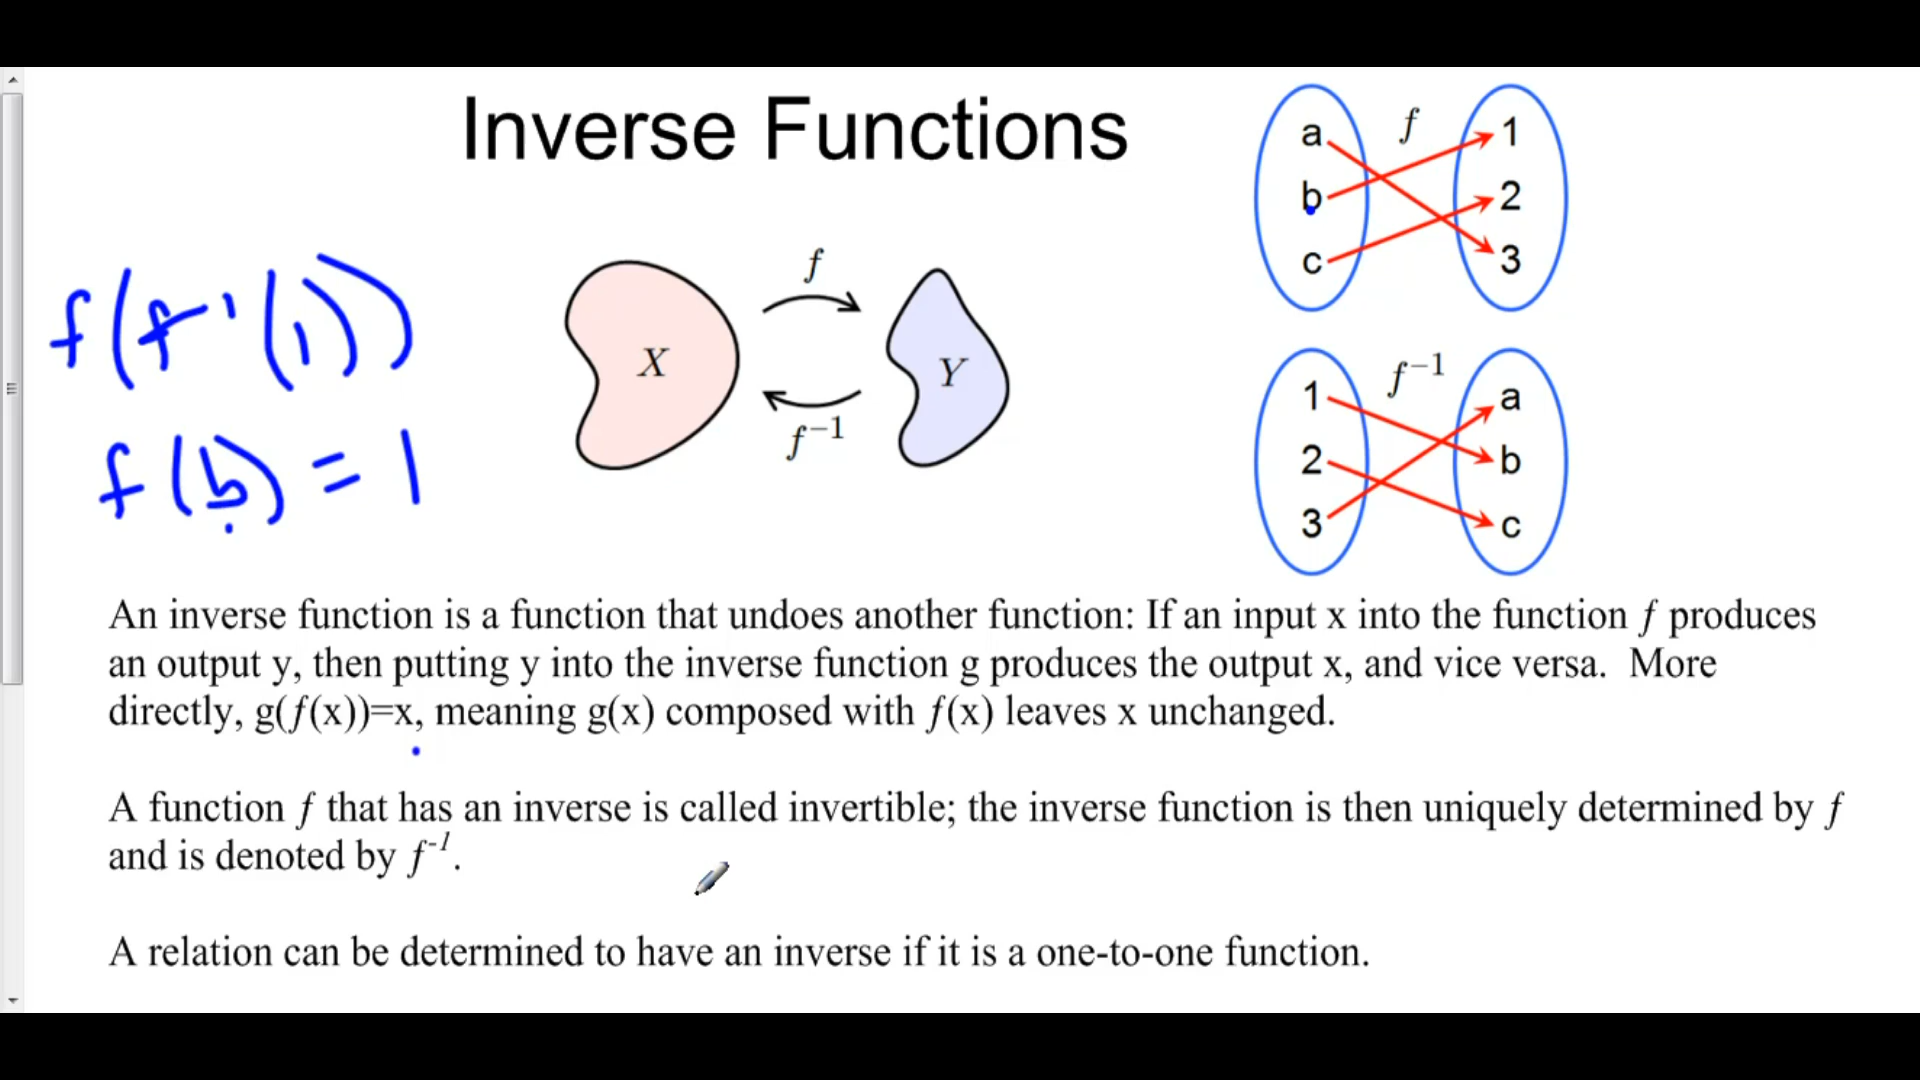 Inverse Functions
f(f⁻¹(1))
f(b) = 1
f
X
Y
f⁻¹
f
a
b
c
1
2
3
f⁻¹
1
2
3
a
b
c
An inverse function is a function that undoes another function: If an input x into the function f produces
an output y, then putting y into the inverse function g produces the output x, and vice versa. More
directly, g(f(x))=x, meaning g(x) composed with f(x) leaves x unchanged.
A function f that has an inverse is called invertible; the inverse function is then uniquely determined by f
and is denoted by f⁻¹.
A relation can be determined to have an inverse if it is a one-to-one function.